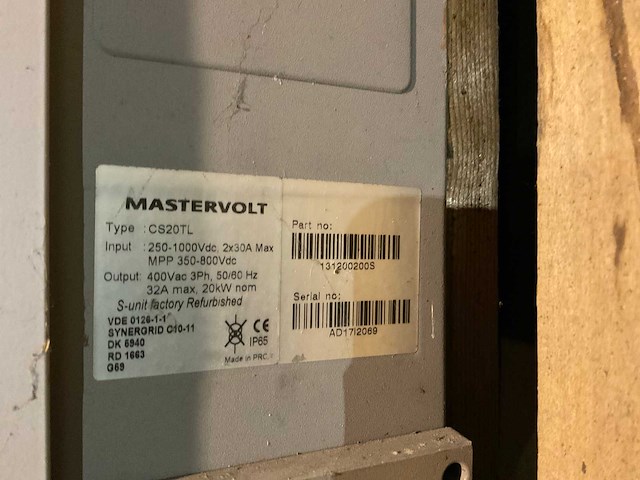 MASTERVOLT
Type : CS20TL
Input : 250-1000Vdc, 2x30A Max
MPP 350-800Vdc
Output: 400Vac 3Ph, 50/60 Hz
32A max, 20kW nom
S-unit factory Refurbished
VDE 0126-1-1
SYNERGRID C10-11
DK 5940
RD 1663
G59
CE
IP65
Made in PRC.
Part no:
131200200S
Serial no:
AD17I2069